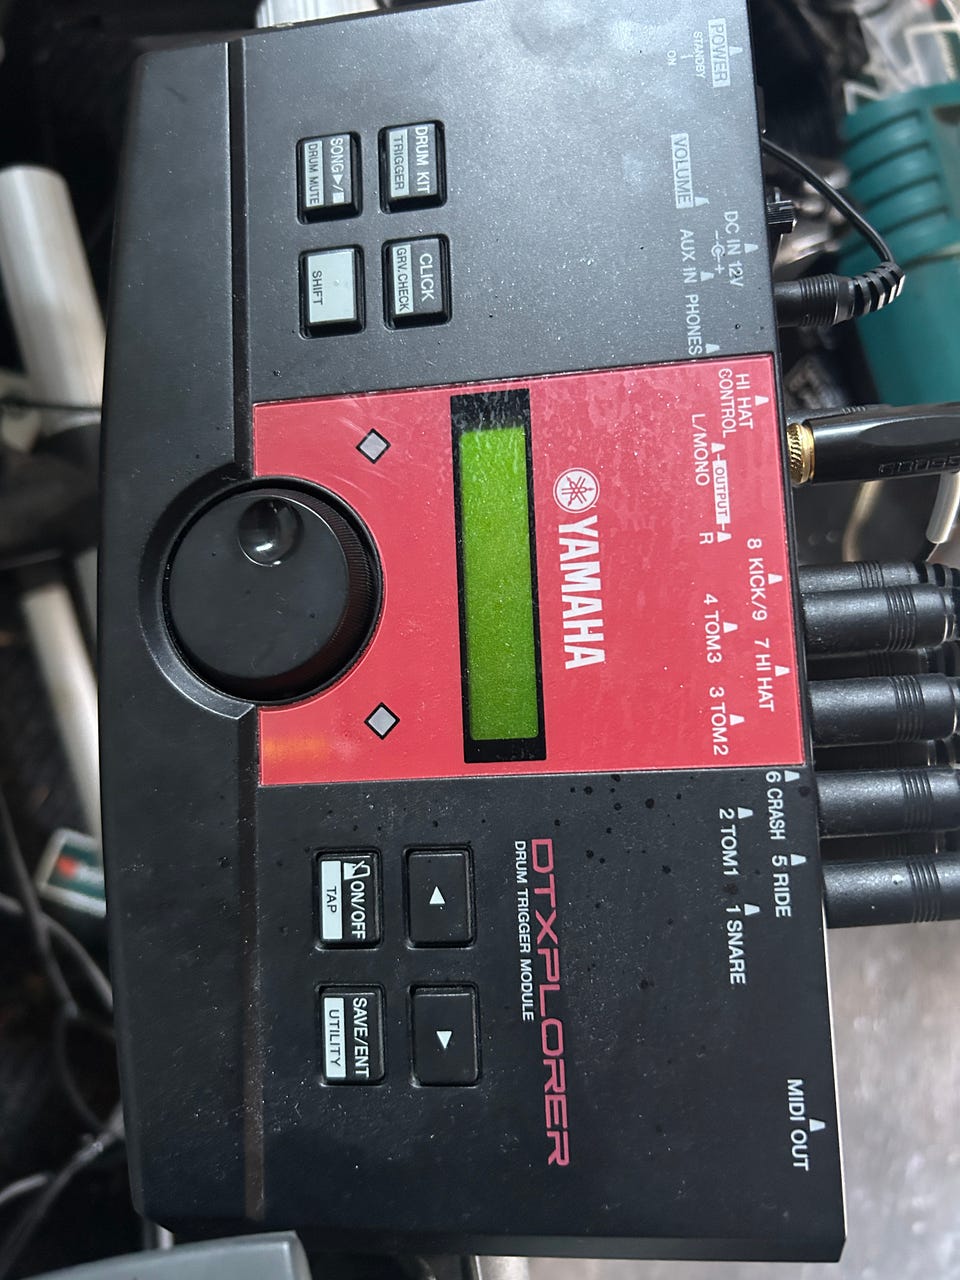 POWER
STANDBY
ON
VOLUME
DC IN 12V
AUX IN
PHONES
HI HAT
CONTROL
L/MONO
OUTPUT
R
8 KICK/9
7 HI HAT
6 CRASH
5 RIDE
4 TOM3
3 TOM2
2 TOM1
1 SNARE
MIDI OUT
DRUM KIT
TRIGGER
CLICK
GRV.CHECK
SONG ▶/■
DRUM MUTE
SHIFT
YAMAHA
DTXPLORER
DRUM TRIGGER MODULE
ON/OFF
TAP
SAVE/ENT
UTILITY